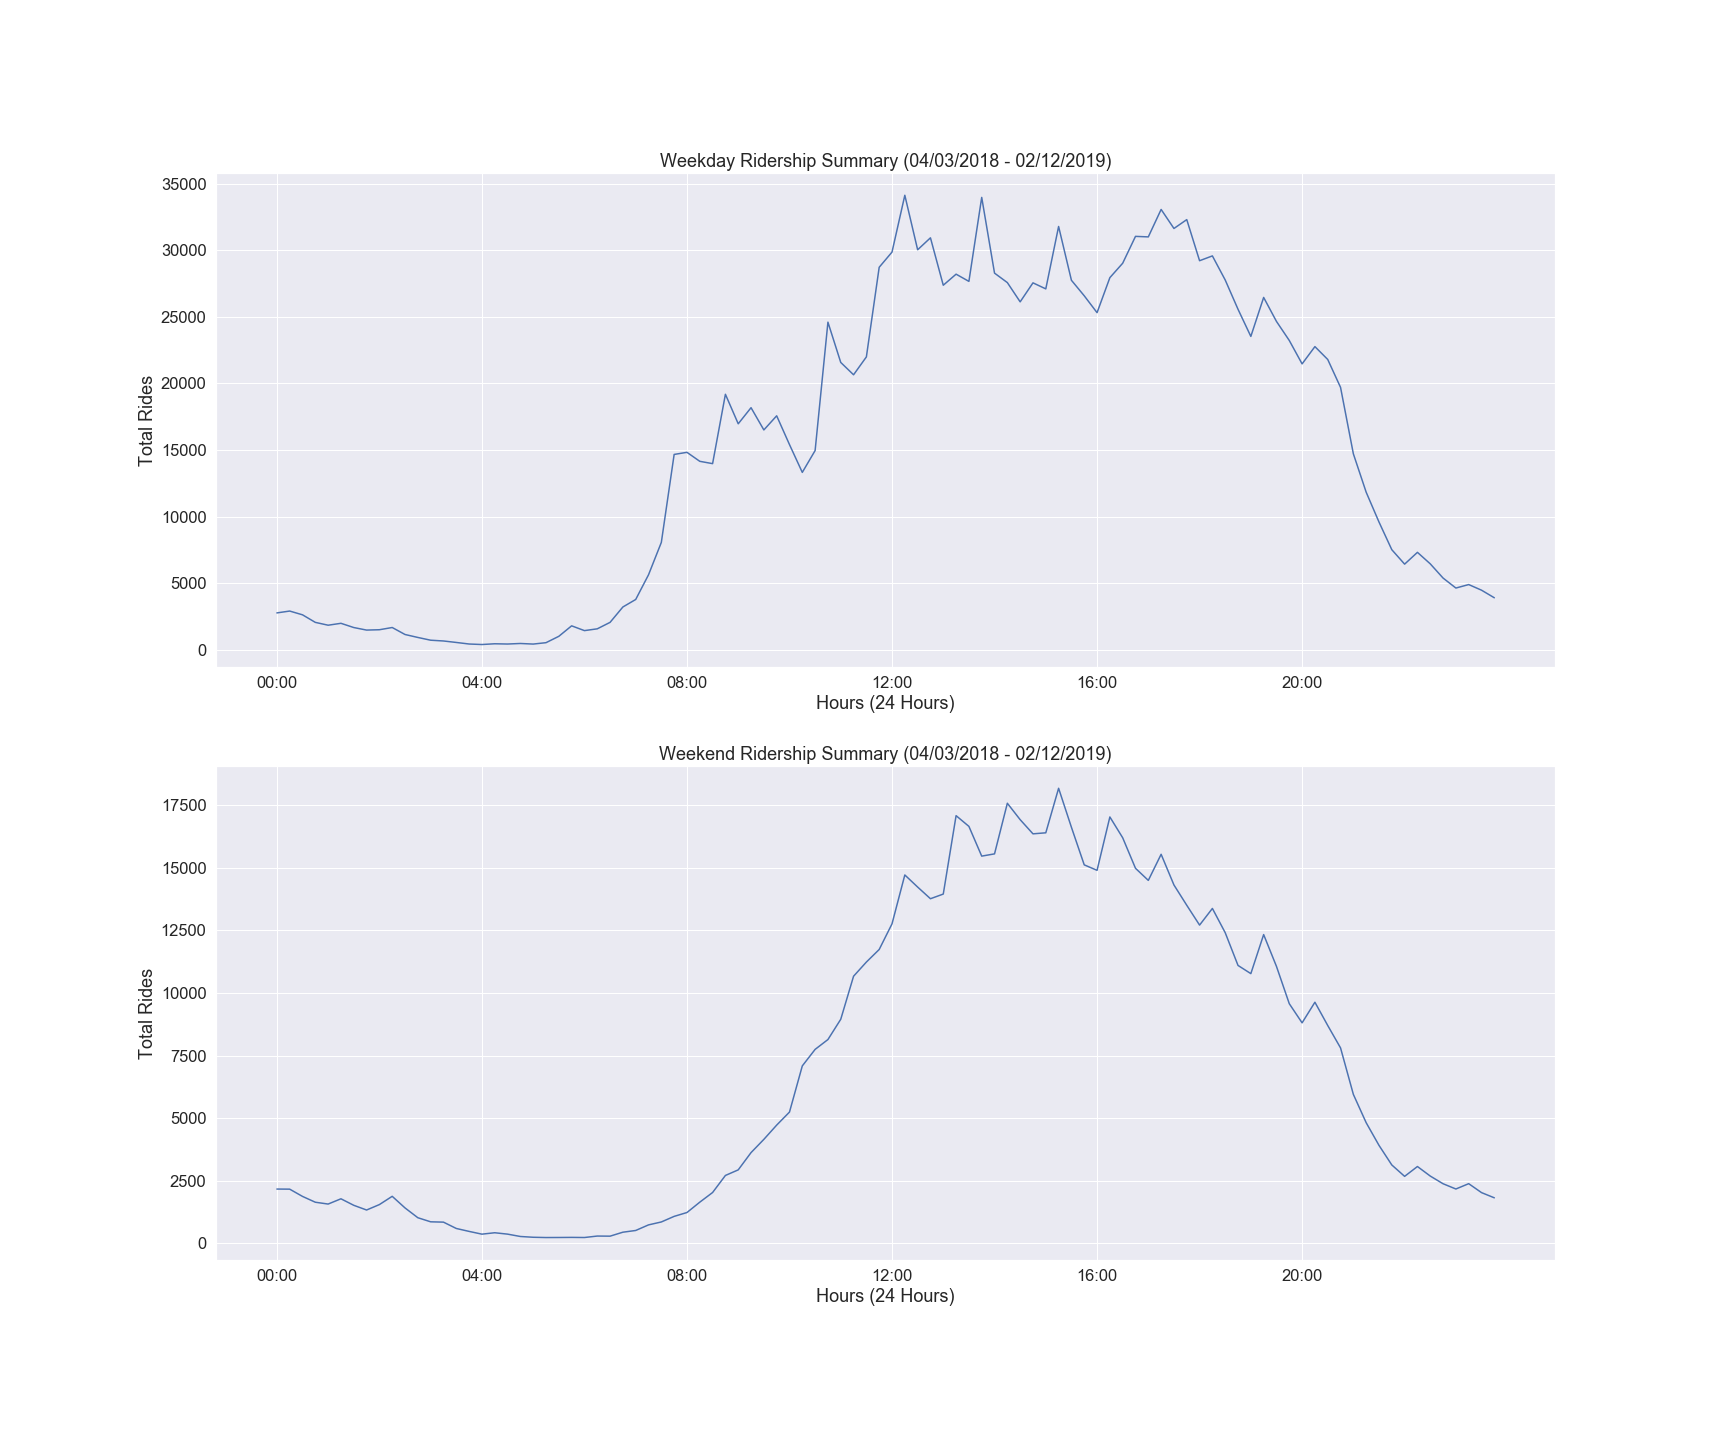 Weekday Ridership Summary (04/03/2018 - 02/12/2019)
35000
30000
25000
20000
15000
10000
5000
0
Total Rides
00:00 04:00 08:00 12:00 16:00 20:00
Hours (24 Hours)
Weekend Ridership Summary (04/03/2018 - 02/12/2019)
17500
15000
12500
10000
7500
5000
2500
0
Total Rides
00:00 04:00 08:00 12:00 16:00 20:00
Hours (24 Hours)